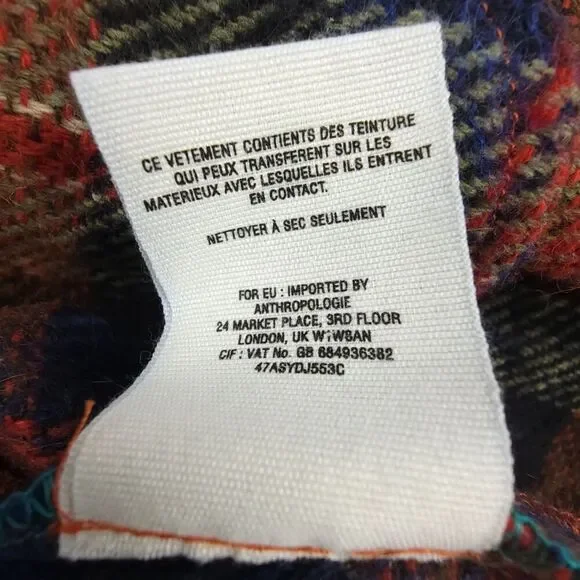 CE VETEMENT CONTIENTS DES TEINTURE
QUI PEUX TRANSFERENT SUR LES
MATERIEUX AVEC LESQUELLES ILS ENTRENT
EN CONTACT.
NETTOYER À SEC SEULEMENT
FOR EU : IMPORTED BY
ANTHROPOLOGIE
24 MARKET PLACE, 3RD FLOOR
LONDON, UK W1W8AN
CIF : VAT No. GB 684936382
47ASYDJ553C